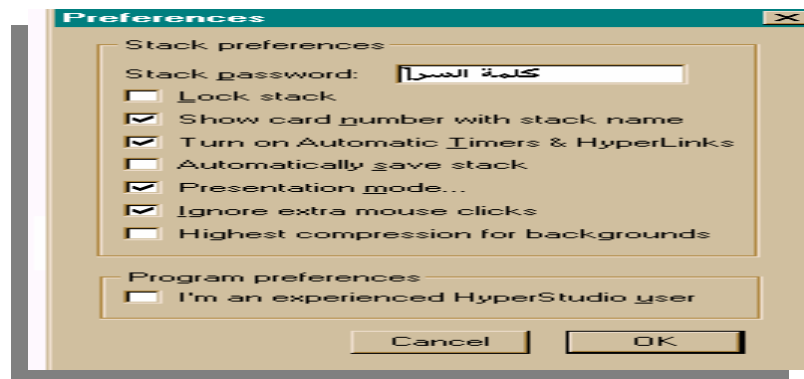 Preferences
Stack preferences
Stack password: كلمة السر
Lock stack
Show card number with stack name
Turn on Automatic Timers & HyperLinks
Automatically save stack
Presentation mode...
Ignore extra mouse clicks
Highest compression for backgrounds
Program preferences
I'm an experienced HyperStudio user
Cancel OK